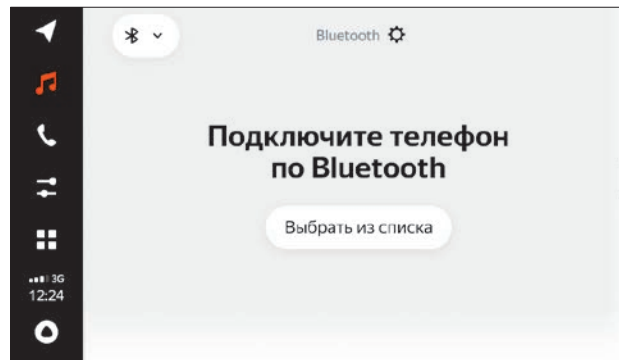 Bluetooth
Подключите телефон
по Bluetooth
Выбрать из списка
3G
12:24